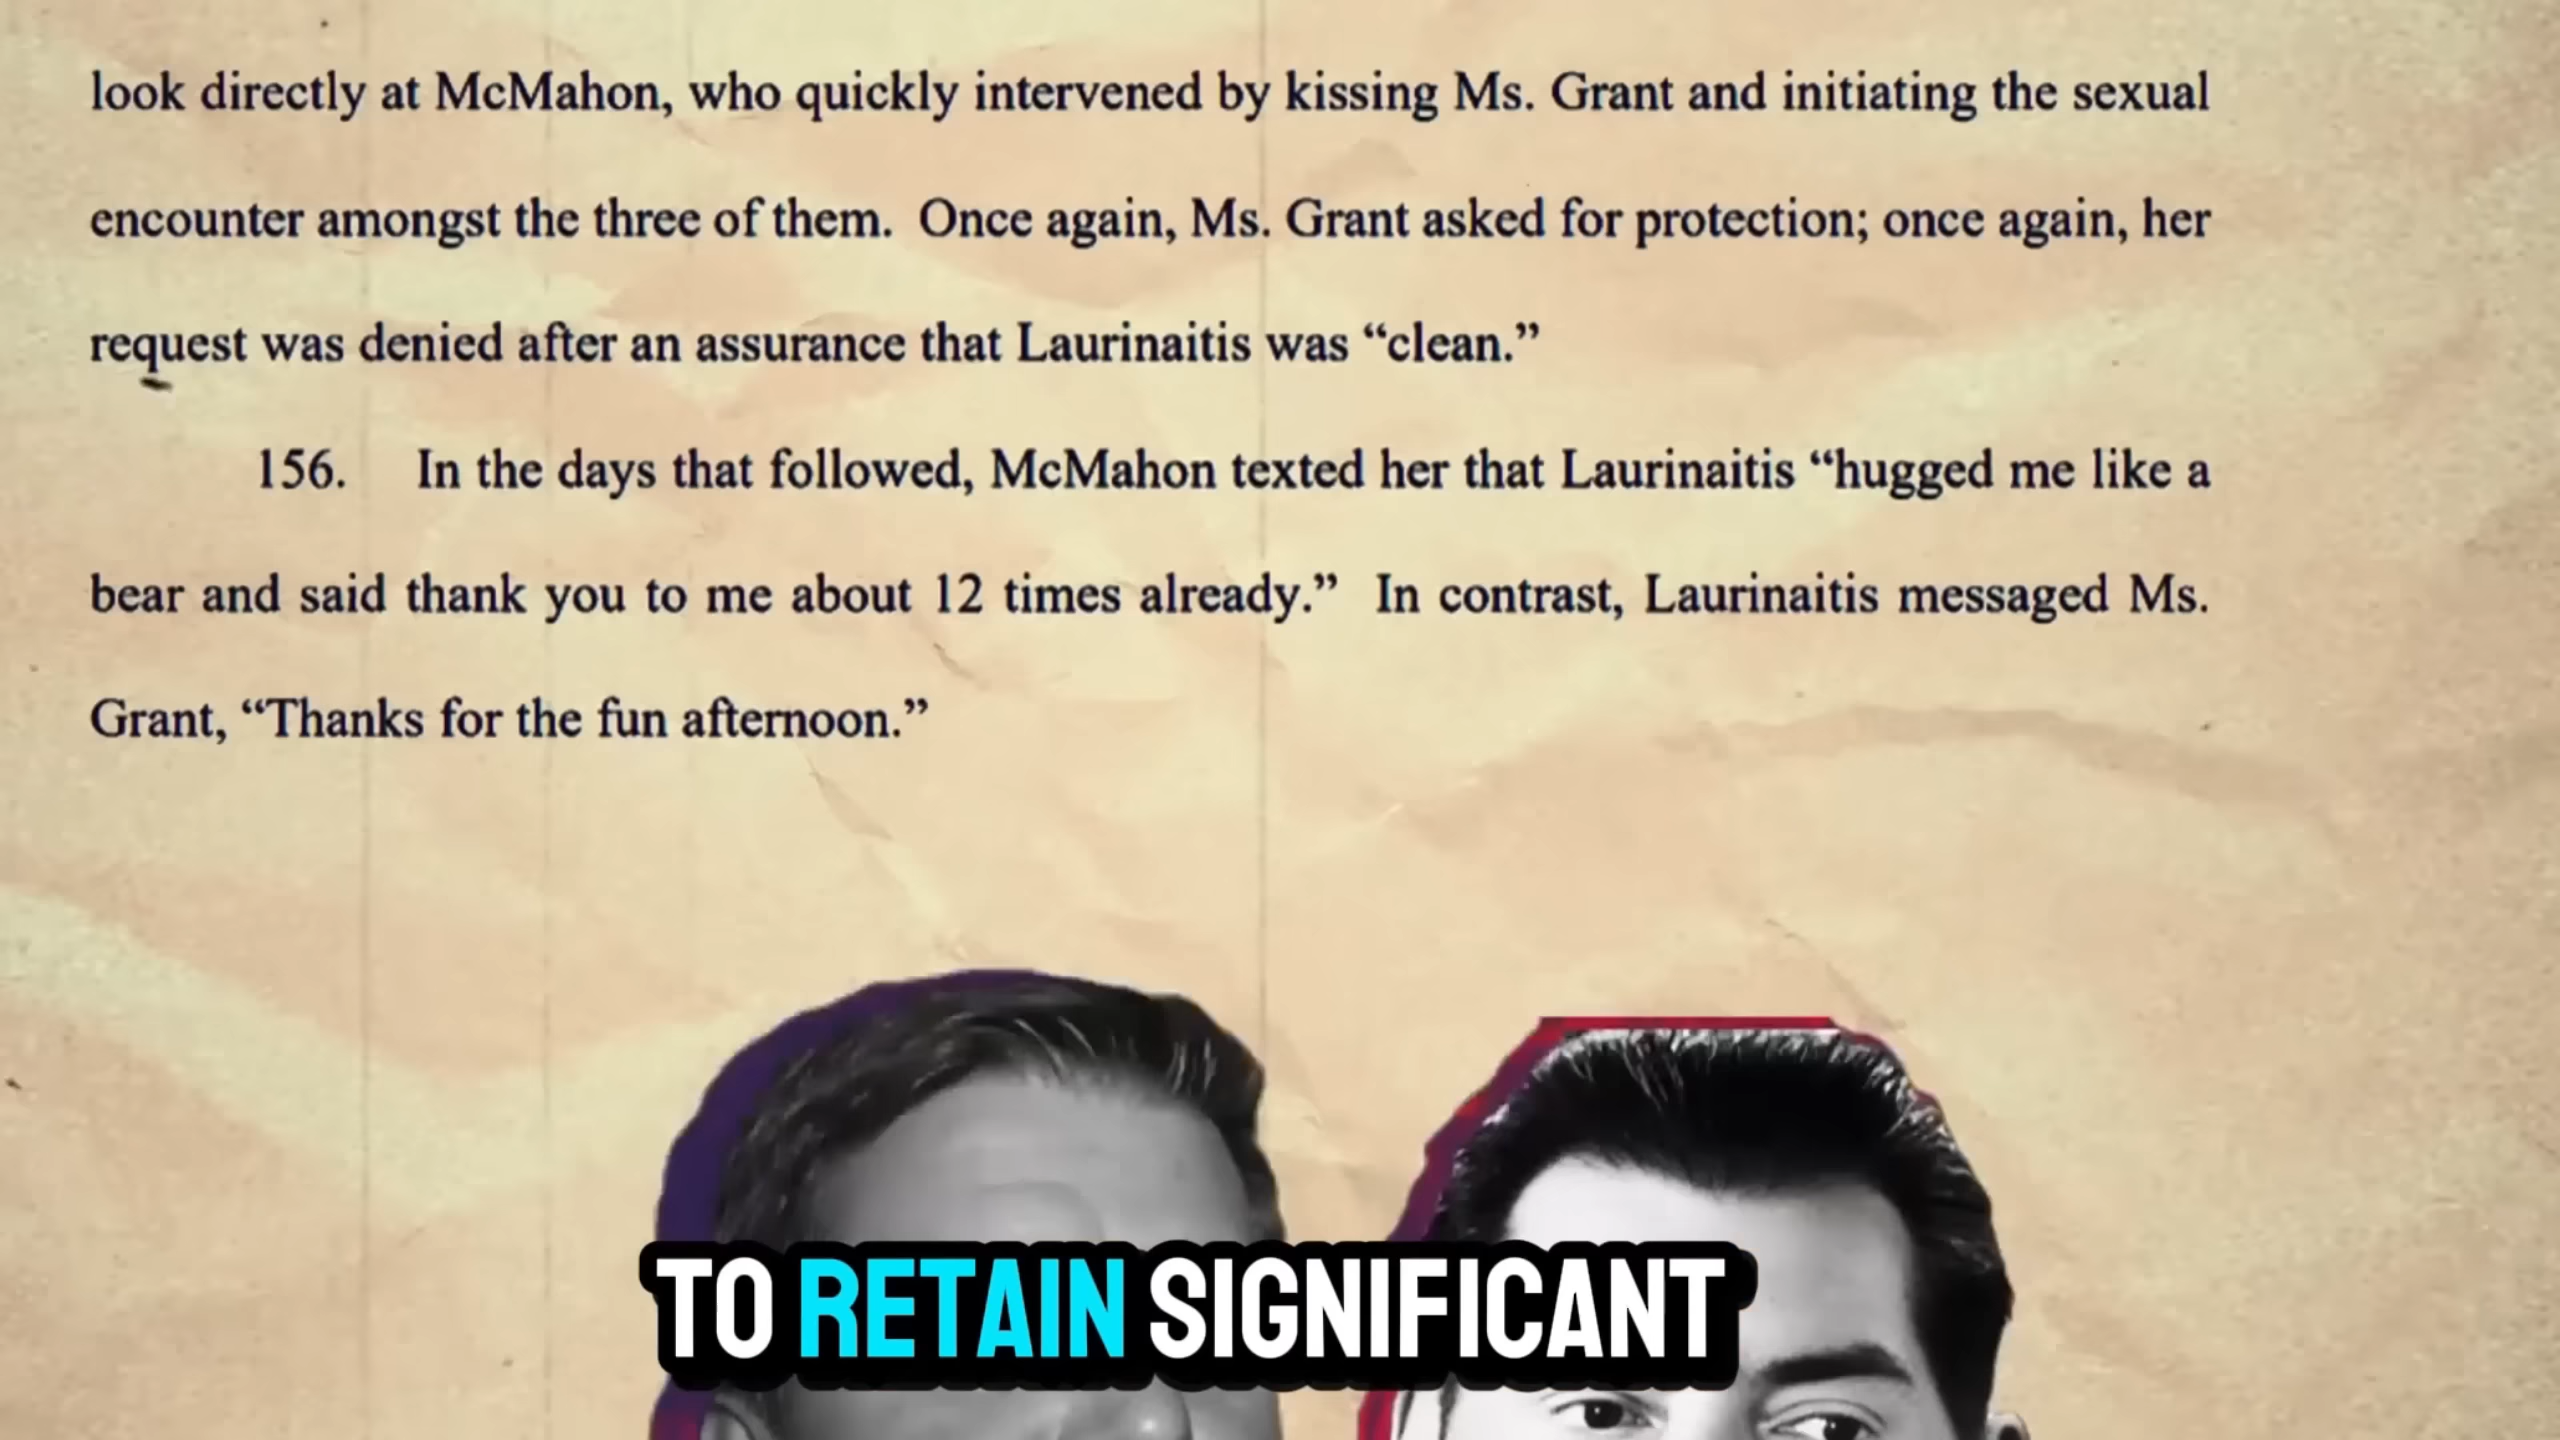 look directly at McMahon, who quickly intervened by kissing Ms. Grant and initiating the sexual
encounter amongst the three of them. Once again, Ms. Grant asked for protection; once again, her
request was denied after an assurance that Laurinaitis was “clean.”
156. In the days that followed, McMahon texted her that Laurinaitis “hugged me like a
bear and said thank you to me about 12 times already.” In contrast, Laurinaitis messaged Ms.
Grant, “Thanks for the fun afternoon.”
TO RETAIN SIGNIFICANT